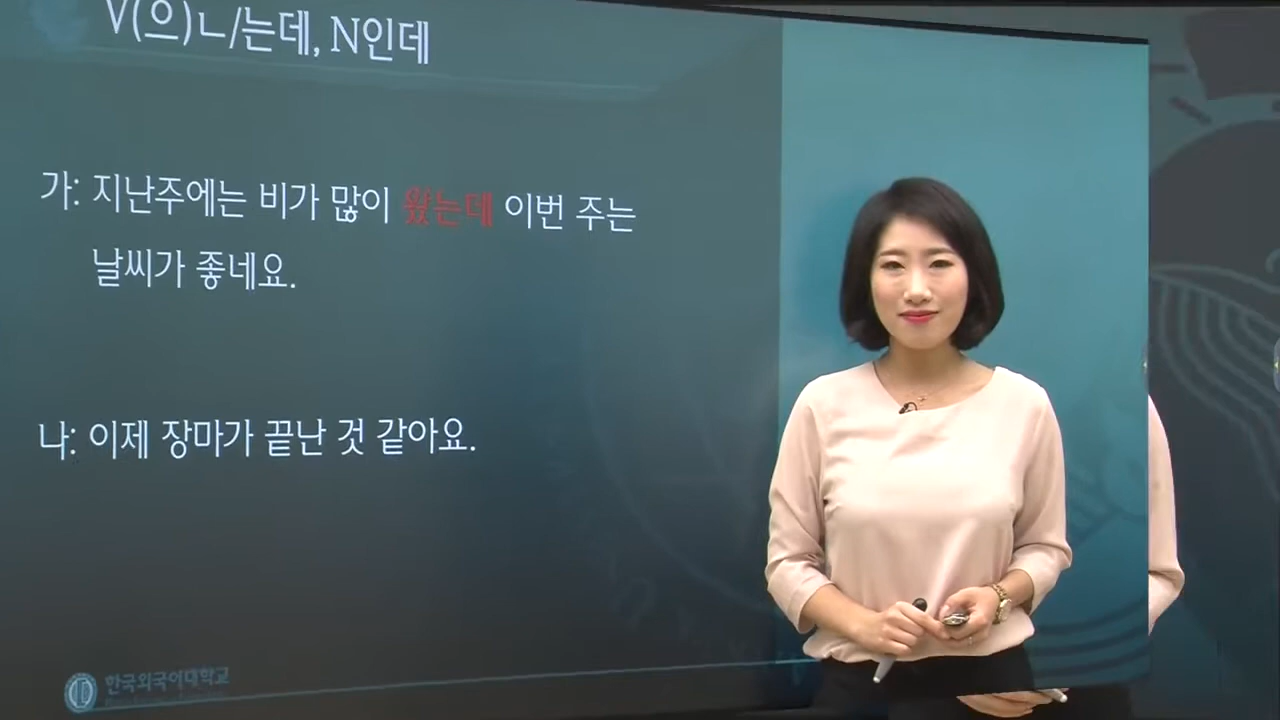 V(으)ㄴ/는데, N인데
가: 지난주에는 비가 많이 왔는데 이번 주는
날씨가 좋네요.
나: 이제 장마가 끝난 것 같아요.
한국외국어대학교